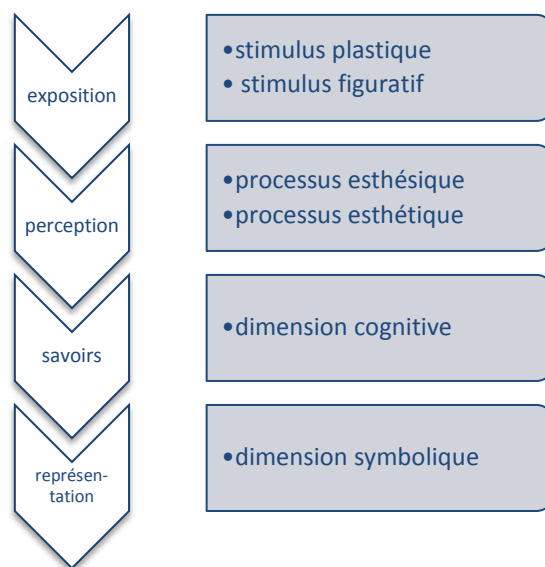 exposition
•stimulus plastique
• stimulus figuratif
perception
•processus esthésique
•processus esthétique
savoirs
•dimension cognitive
représen-
tation
•dimension symbolique